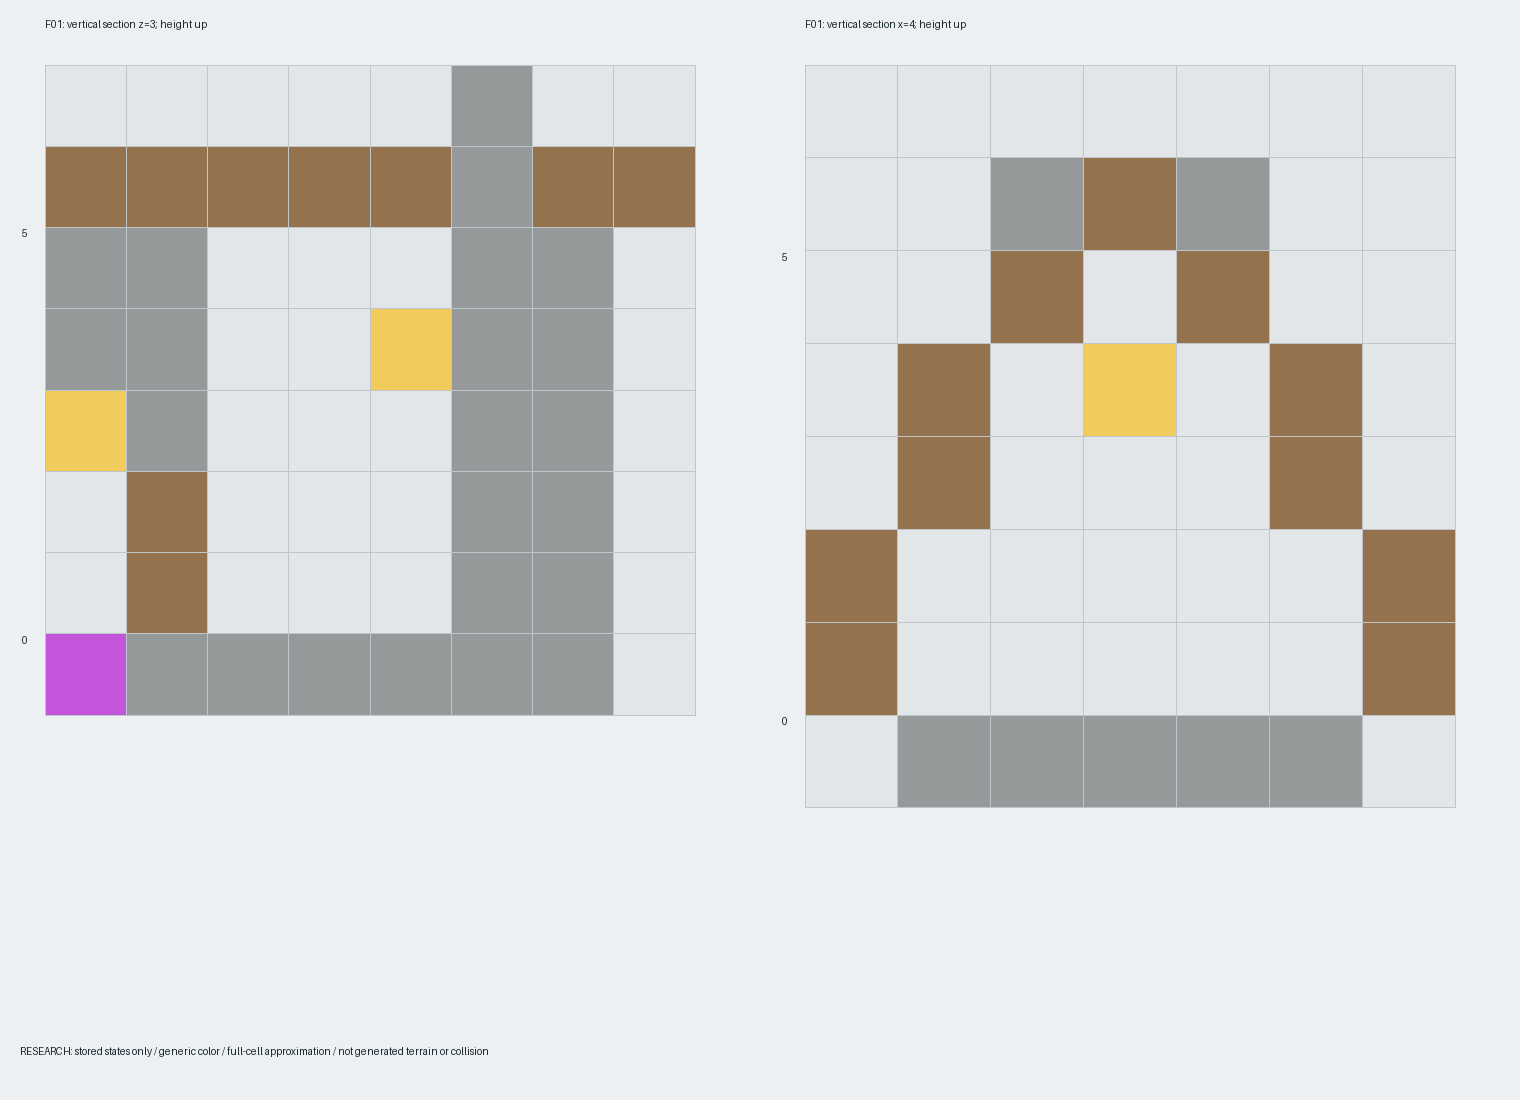 F01: vertical section z=3; height up
F01: vertical section x=4; height up
5
5
0
0
RESEARCH: stored states only / generic color / full-cell approximation / not generated terrain or collision